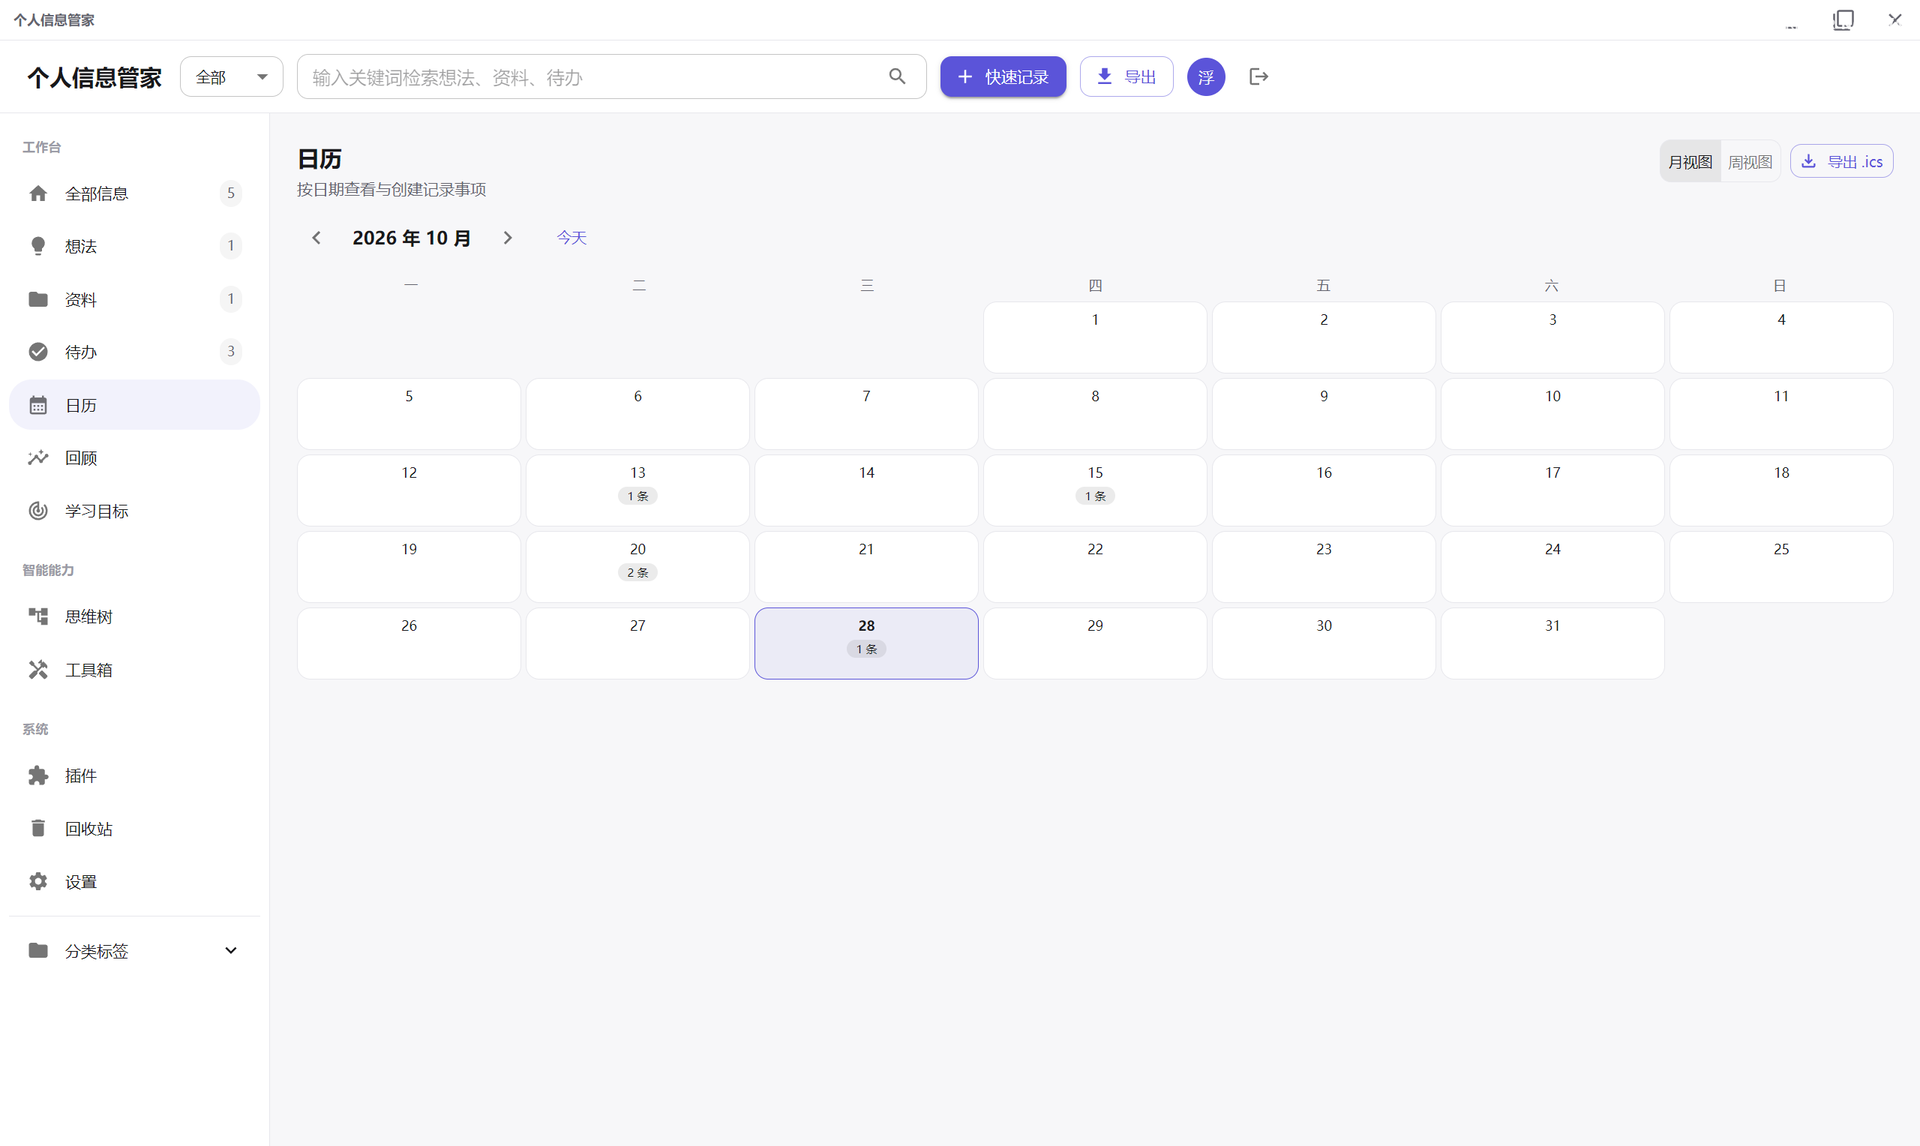 个人信息管家
个人信息管家
全部
输入关键词检索想法、资料、待办
快速记录
导出
浮
工作台
全部信息 5
想法 1
资料 1
待办 3
日历
回顾
学习目标
智能能力
思维树
工具箱
系统
插件
回收站
设置
分类标签
日历
按日期查看与创建记录事项
月视图 周视图 导出 .ics
2026 年 10 月 今天
一 二 三 四 五 六 日
1 2 3 4
5 6 7 8 9 10 11
12 13 14 15 16 17 18
1 条 1 条
19 20 21 22 23 24 25
2 条
26 27 28 29 30 31
1 条